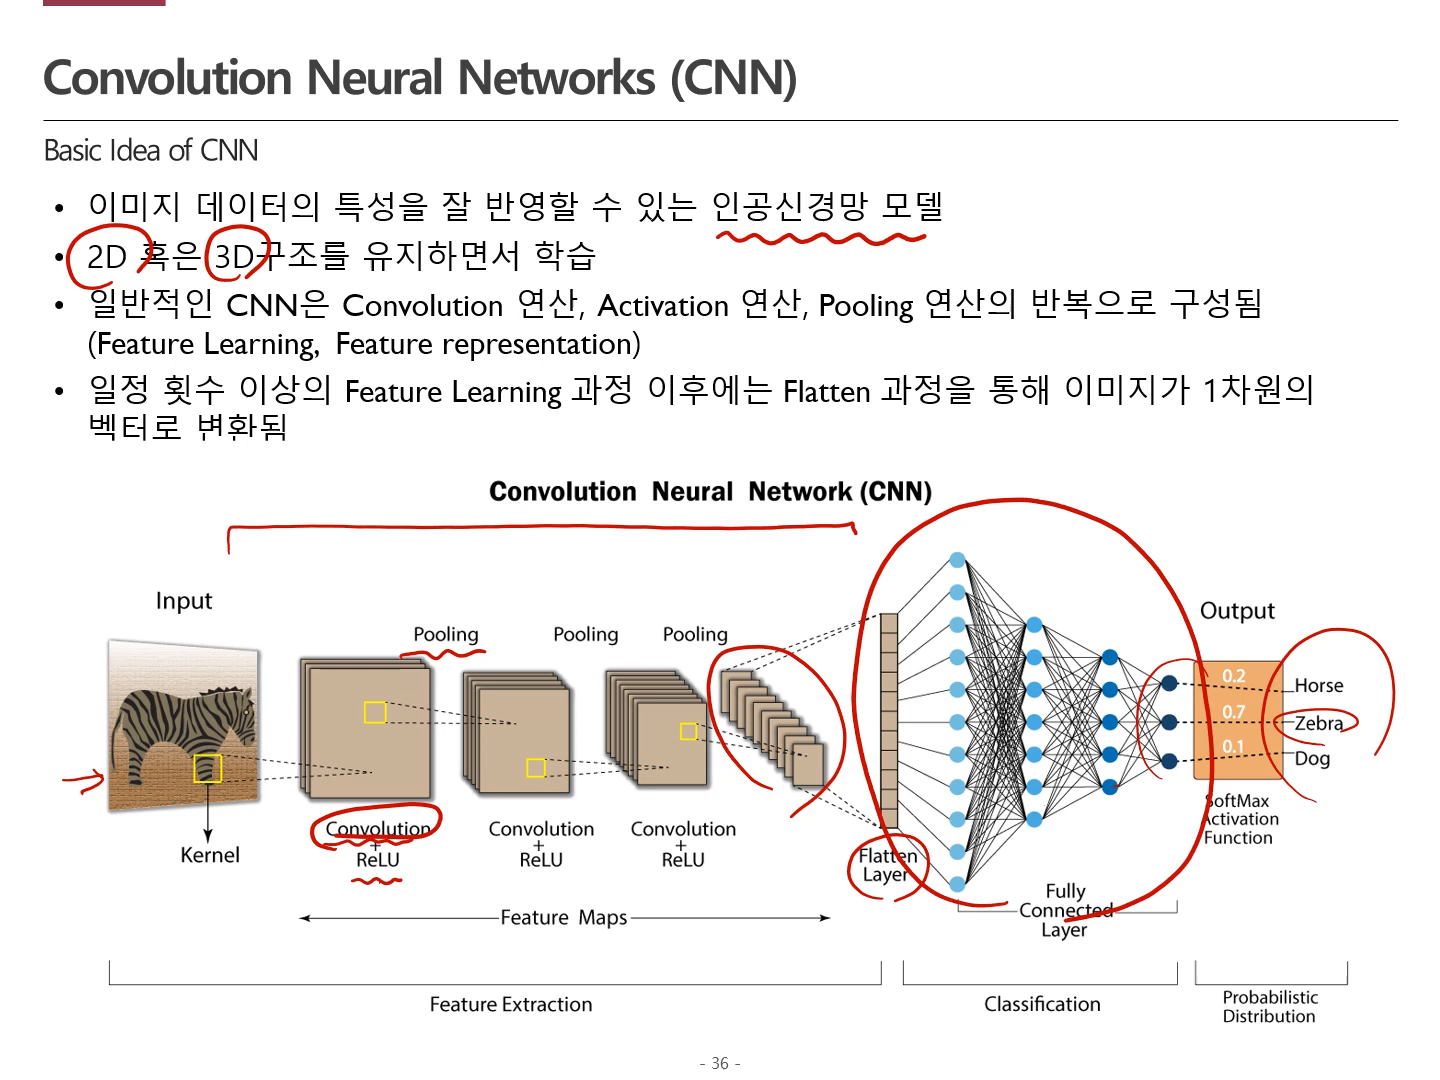 Convolution Neural Networks (CNN)
Basic Idea of CNN
• 이미지 데이터의 특성을 잘 반영할 수 있는 인공신경망 모델
• 2D 혹은 3D구조를 유지하면서 학습
• 일반적인 CNN은 Convolution 연산, Activation 연산, Pooling 연산의 반복으로 구성됨
(Feature Learning, Feature representation)
• 일정 횟수 이상의 Feature Learning 과정 이후에는 Flatten 과정을 통해 이미지가 1차원의
벡터로 변환됨
Convolution Neural Network (CNN)
Input
Output
Pooling
Pooling
Pooling
0.2
Horse
0.7
Zebra
0.1
Dog
SoftMax
Activation
Function
Kernel
Convolution
+
ReLU
Convolution
+
ReLU
Convolution
+
ReLU
Flatten
Layer
Fully
Connected
Layer
Feature Maps
Feature Extraction
Classification
Probabilistic
Distribution
- 36 -